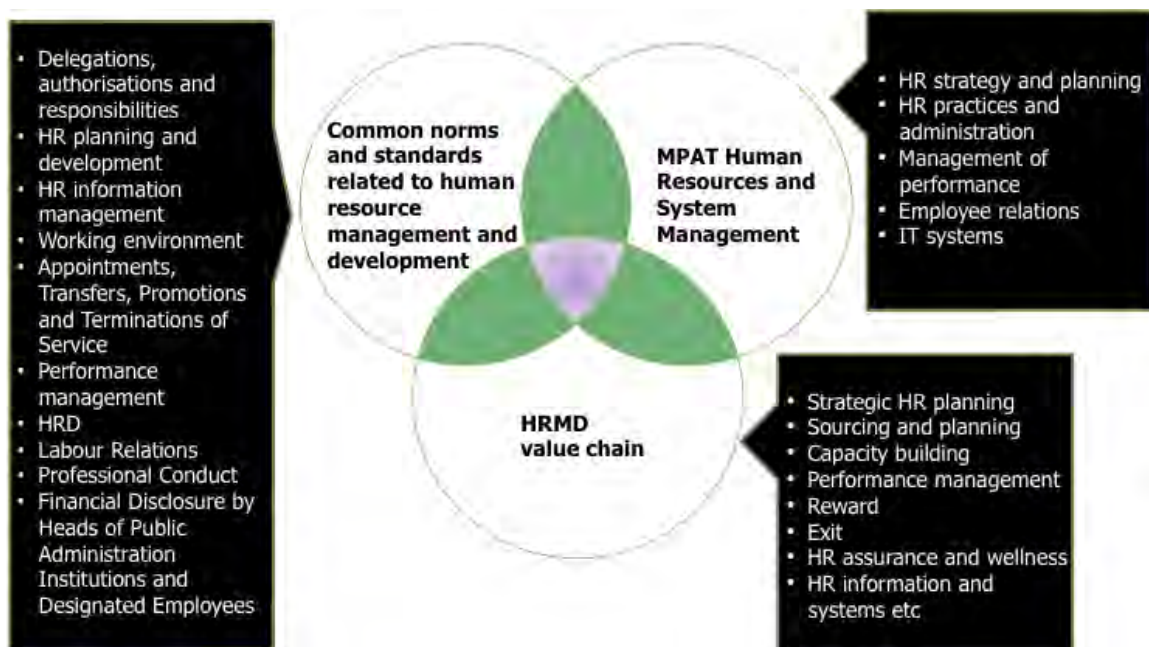 • Delegations,
authorisations and
responsibilities
• HR planning and
development
• HR information
management
• Working environment
• Appointments,
Transfers, Promotions
and Terminations of
Service
• Performance
management
• HRD
• Labour Relations
• Professional Conduct
• Financial Disclosure by
Heads of Public
Administration
Institutions and
Designated Employees
Common norms
and standards
related to human
resource
management and
development
MPAT Human
Resources and
System
Management
HRMD
value chain
• HR strategy and planning
• HR practices and
administration
• Management of
performance
• Employee relations
• IT systems
• Strategic HR planning
• Sourcing and planning
• Capacity building
• Performance management
• Reward
• Exit
• HR assurance and wellness
• HR information and
systems etc